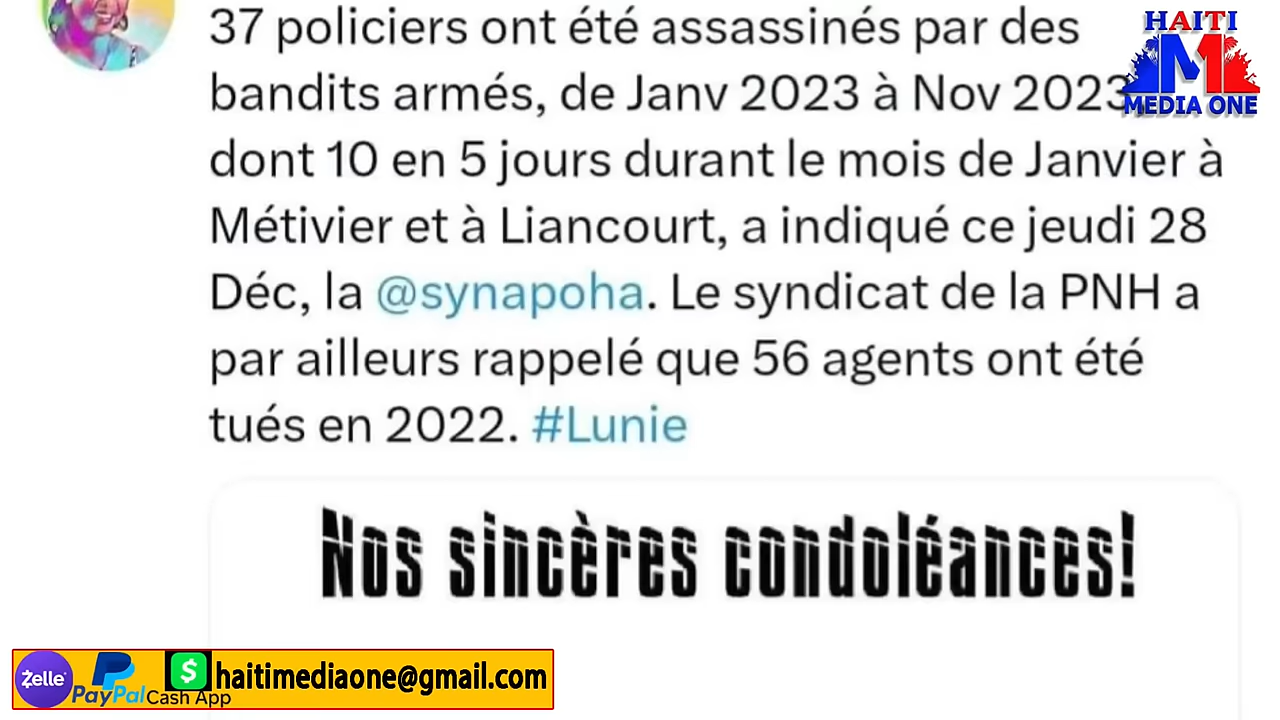 37 policiers ont été assassinés par des
bandits armés, de Janv 2023 à Nov 2023,
dont 10 en 5 jours durant le mois de Janvier à
Métivier et à Liancourt, a indiqué ce jeudi 28
Déc, la @synapoha. Le syndicat de la PNH a
par ailleurs rappelé que 56 agents ont été
tués en 2022. #Lunie
Nos sincères condoléances!
HAITI
M
MEDIA ONE
Zelle
PayPal
$
Cash App
haitimediaone@gmail.com